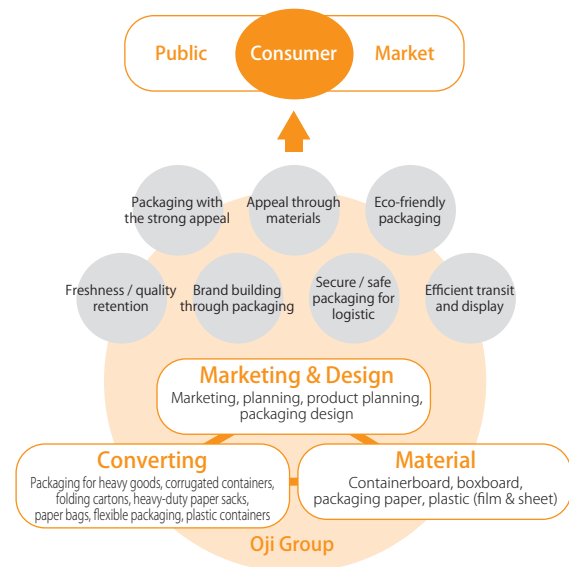 Public Consumer Market
Packaging with
the strong appeal
Appeal through
materials
Eco-friendly
packaging
Freshness / quality
retention
Brand building
through packaging
Secure / safe
packaging for
logistic
Efficient transit
and display
Marketing & Design
Marketing, planning, product planning,
packaging design
Converting
Packaging for heavy goods, corrugated containers,
folding cartons, heavy-duty paper sacks,
paper bags, flexible packaging, plastic containers
Material
Containerboard, boxboard,
packaging paper, plastic (film & sheet)
Oji Group